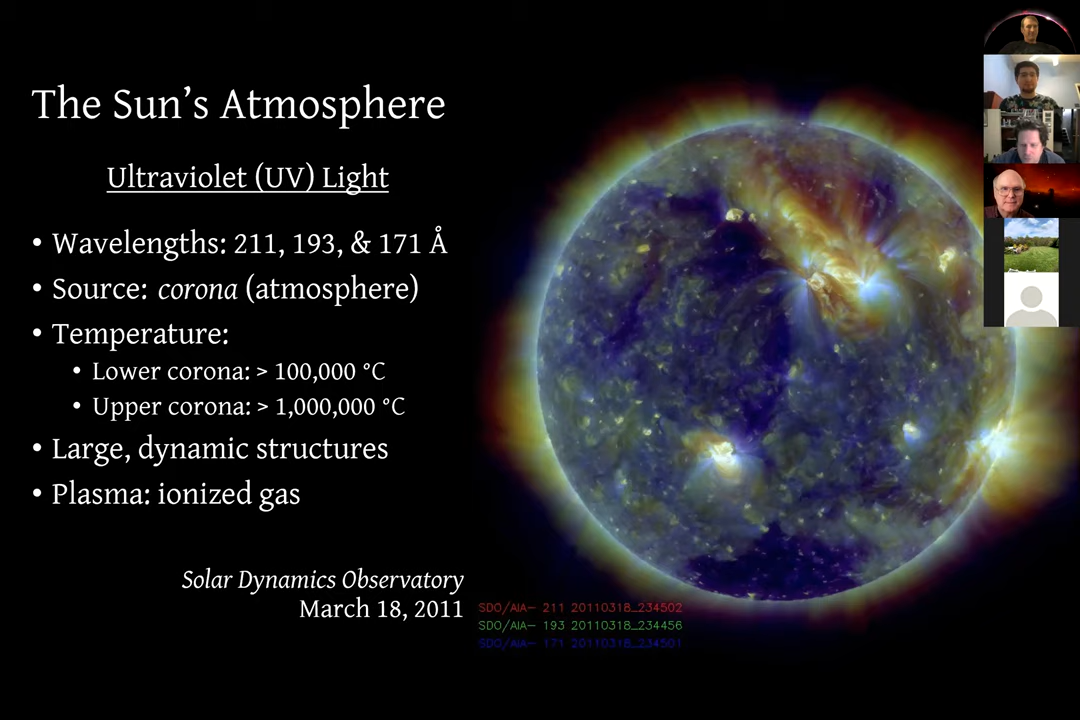 The Sun's Atmosphere
Ultraviolet (UV) Light
• Wavelengths: 211, 193, & 171 Å
• Source: corona (atmosphere)
• Temperature:
• Lower corona: > 100,000 °C
• Upper corona: > 1,000,000 °C
• Large, dynamic structures
• Plasma: ionized gas
Solar Dynamics Observatory
March 18, 2011
SDO/AIA– 211 20110318_234502
SDO/AIA– 193 20110318_234456
SDO/AIA– 171 20110318_234501